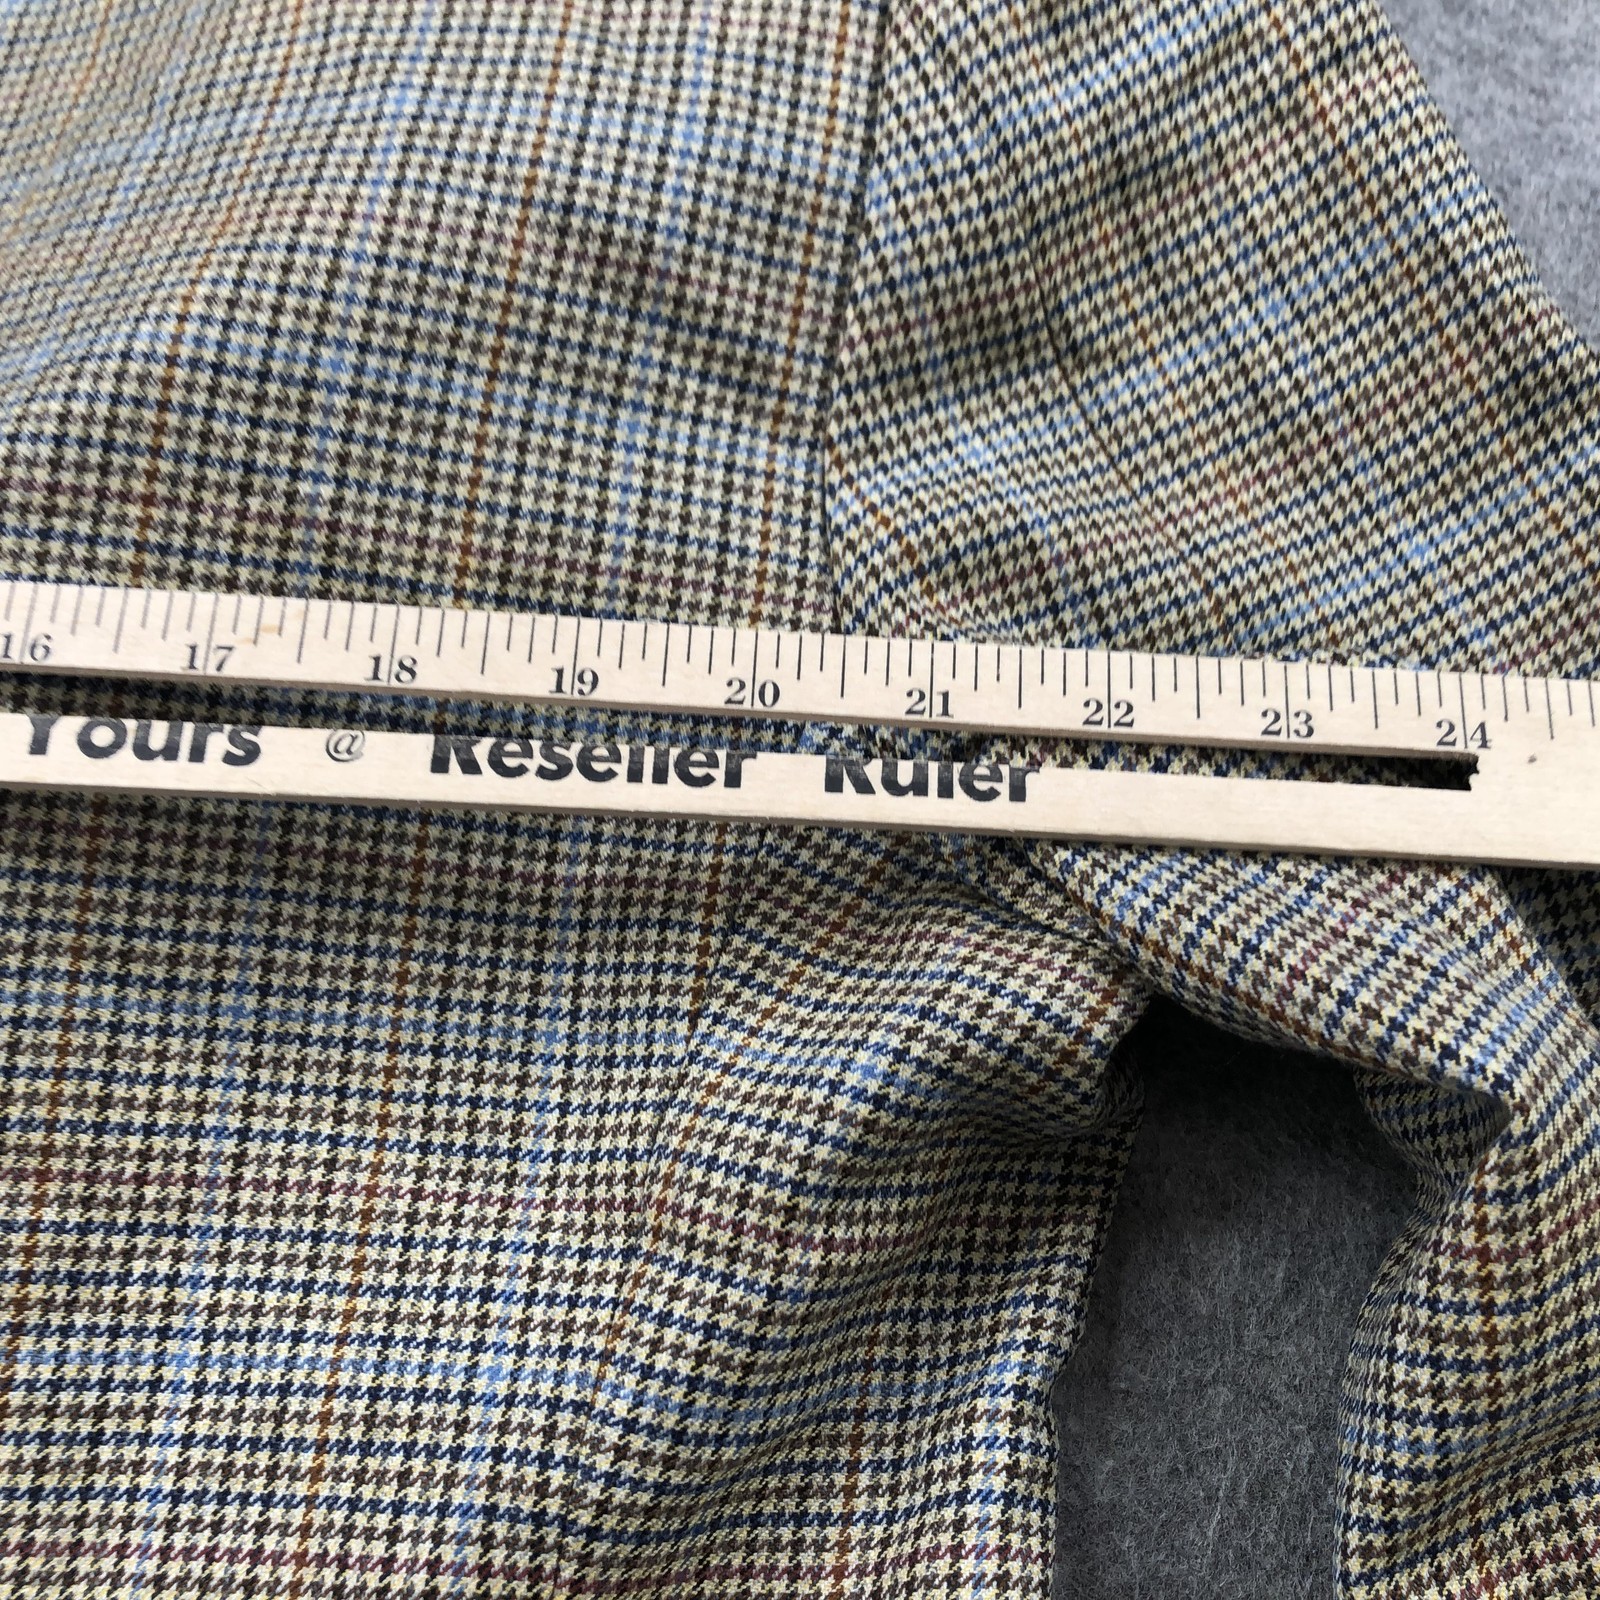 16 17 18 19 20 21 22 23 24
Yours @ Reseller Ruler